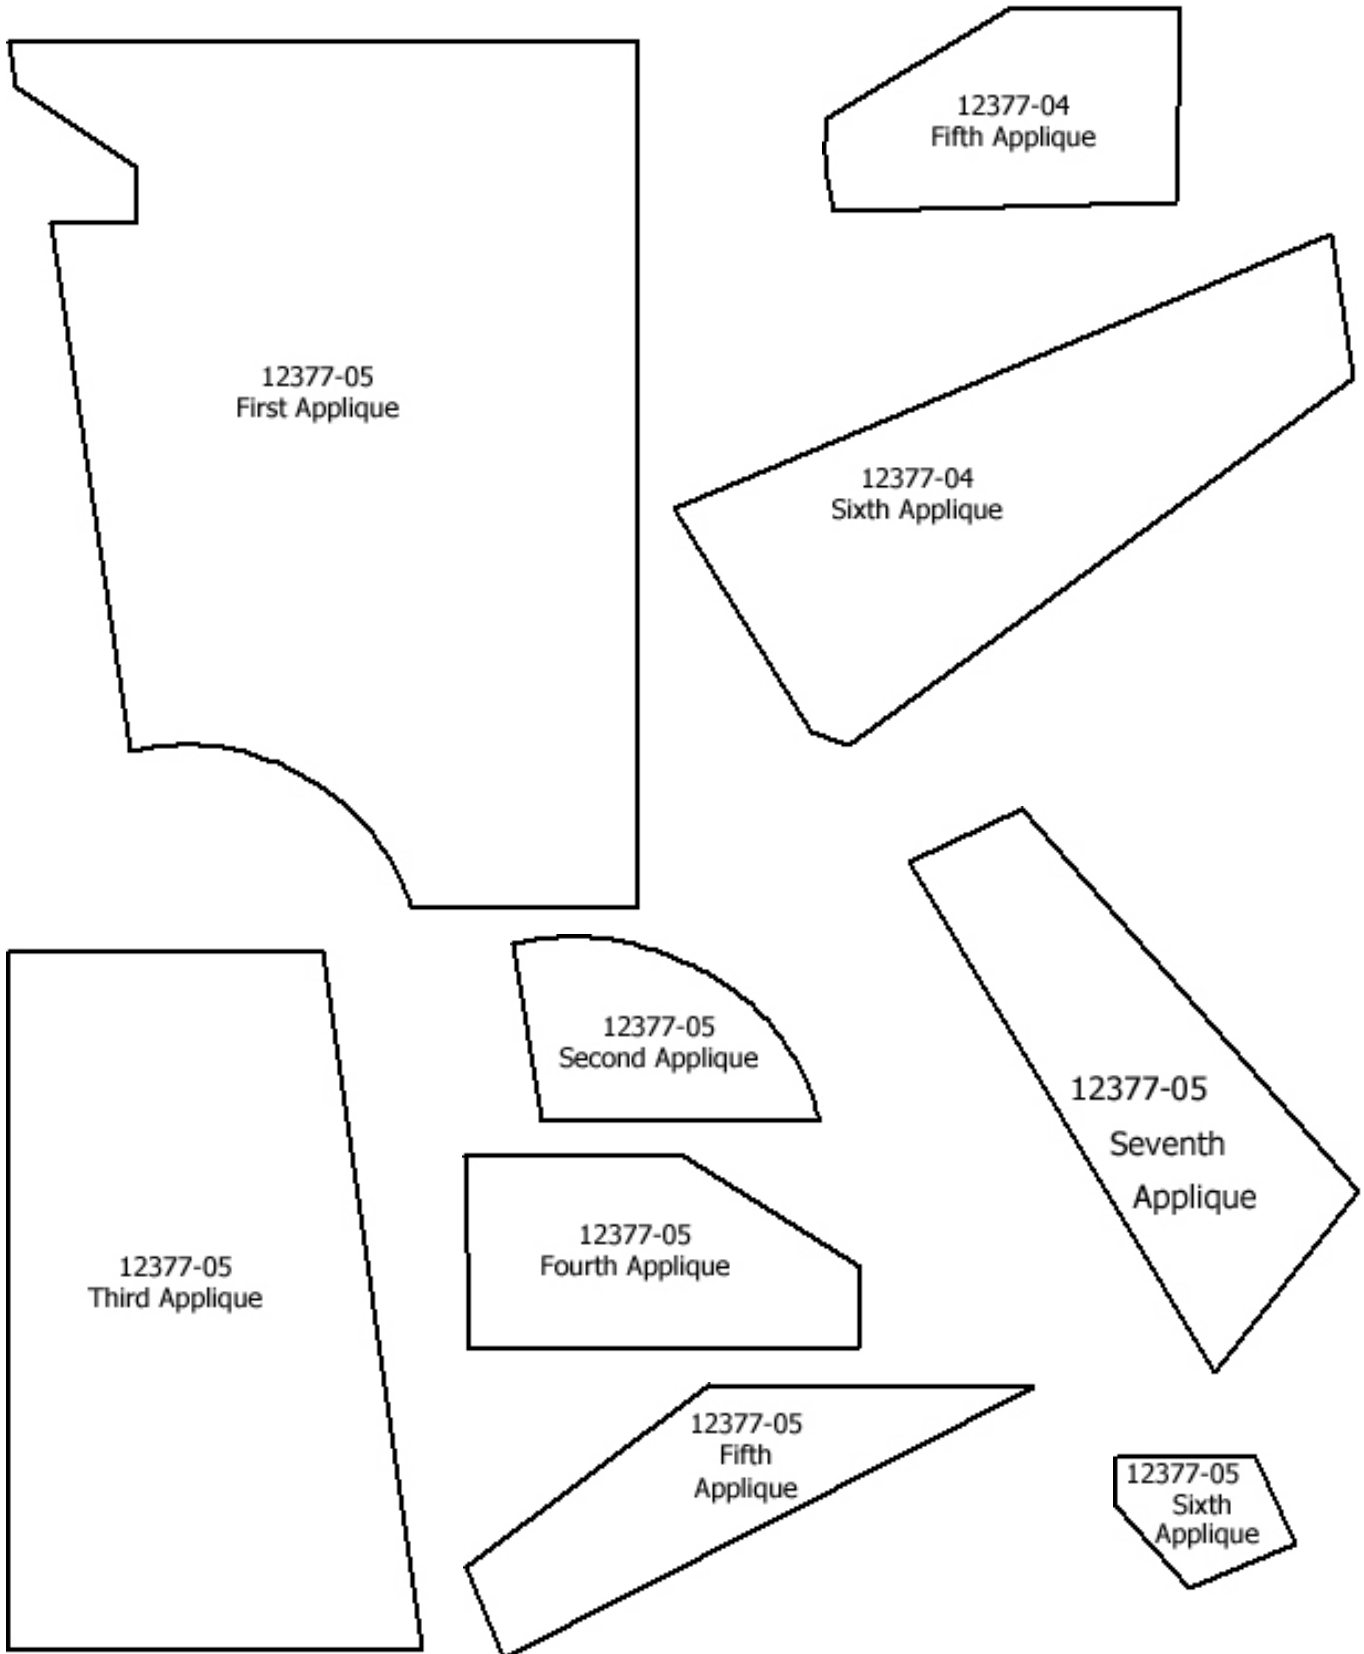 12377-04
Fifth Applique
12377-05
First Applique
12377-04
Sixth Applique
12377-05
Second Applique
12377-05
Seventh
Applique
12377-05
Fourth Applique
12377-05
Third Applique
12377-05
Fifth
Applique
12377-05
Sixth
Applique